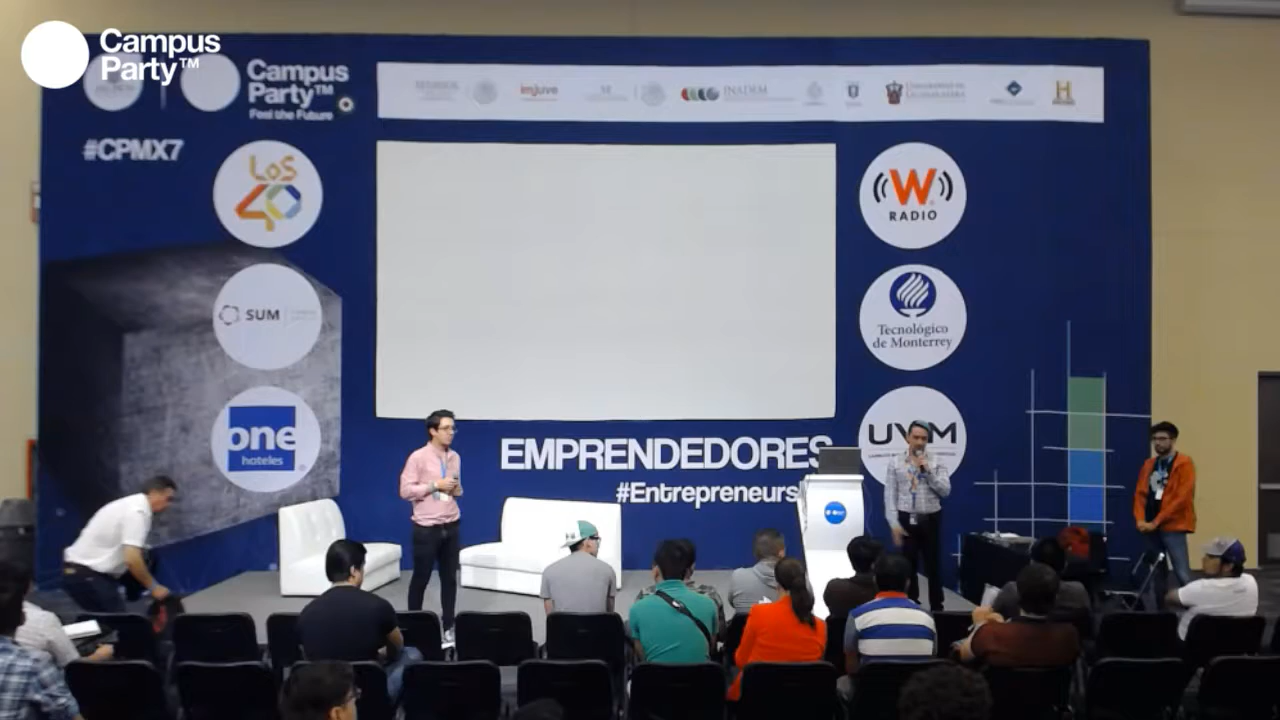 Campus
Party™
Campus
Party™
Feel the Future
#CPMX7
imjuve
INADEM
LOS
40
W
RADIO
SUM
Tecnológico
de Monterrey
one
hoteles
UVM
EMPRENDEDORES
#Entrepreneurs
H